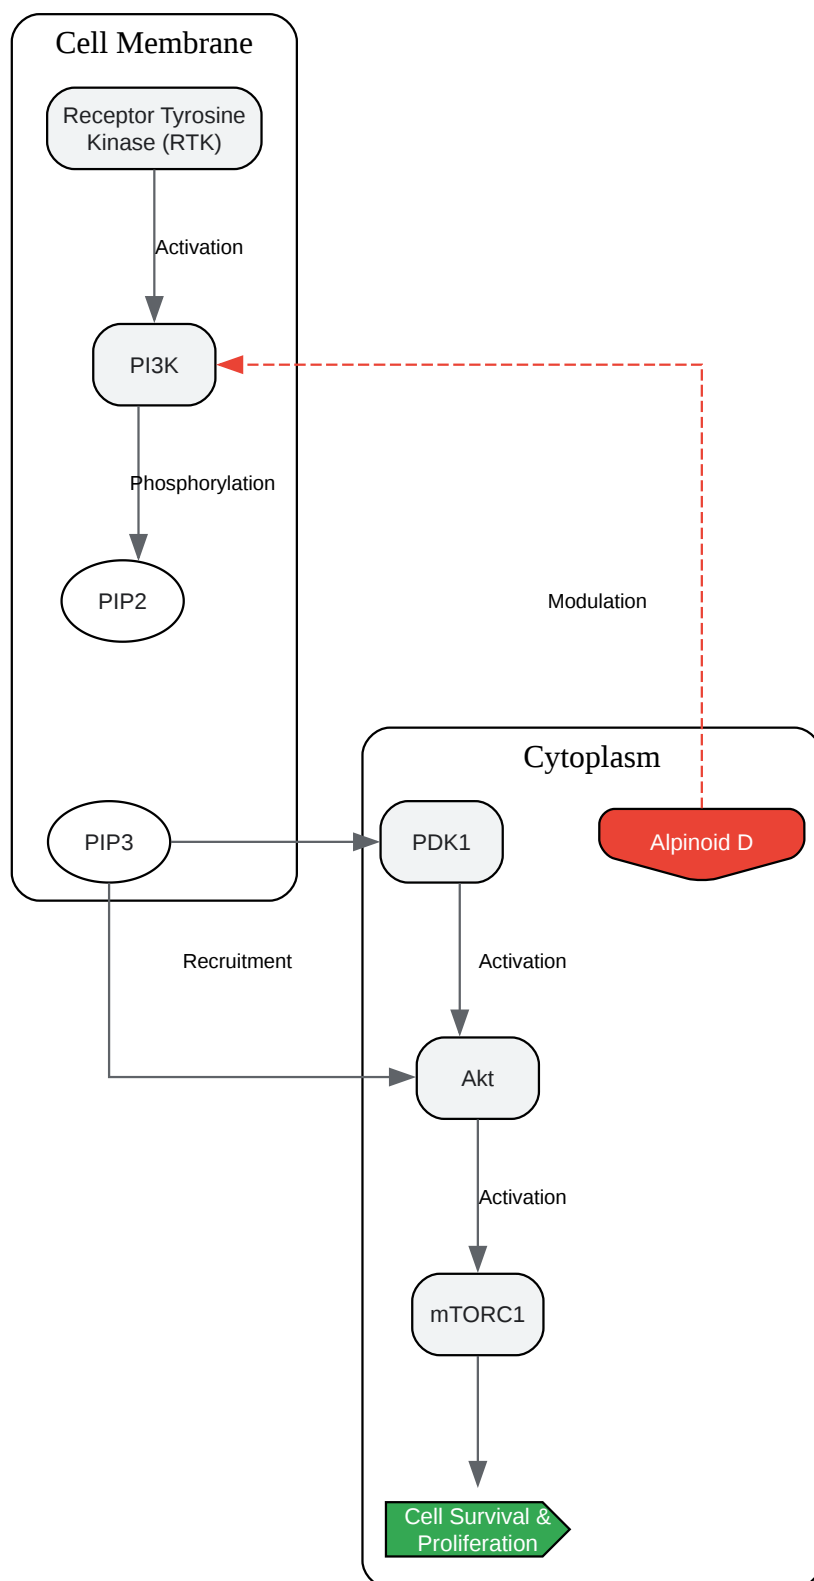 Cell Membrane
Receptor Tyrosine
Kinase (RTK)
Activation
PI3K
Phosphorylation
PIP2
Modulation
Cytoplasm
PIP3
PDK1
Alpinoid D
Recruitment
Activation
Akt
Activation
mTORC1
Cell Survival &
Proliferation